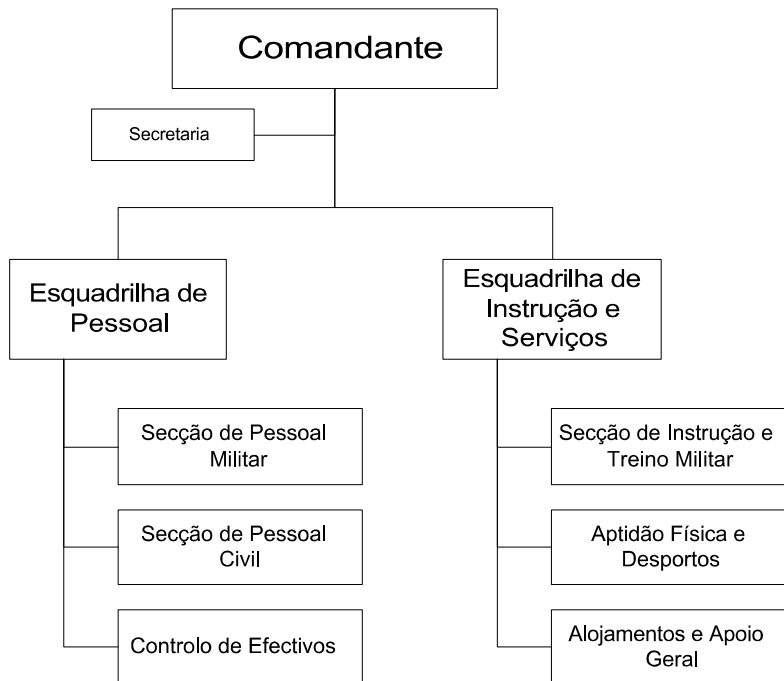 Comandante
Secretaria
Esquadrilha de
Pessoal
Secção de Pessoal
Militar
Secção de Pessoal
Civil
Controlo de Efectivos
Esquadrilha de
Instrução e
Serviços
Secção de Instrução e
Treino Militar
Aptidão Física e
Desportos
Alojamentos e Apoio
Geral